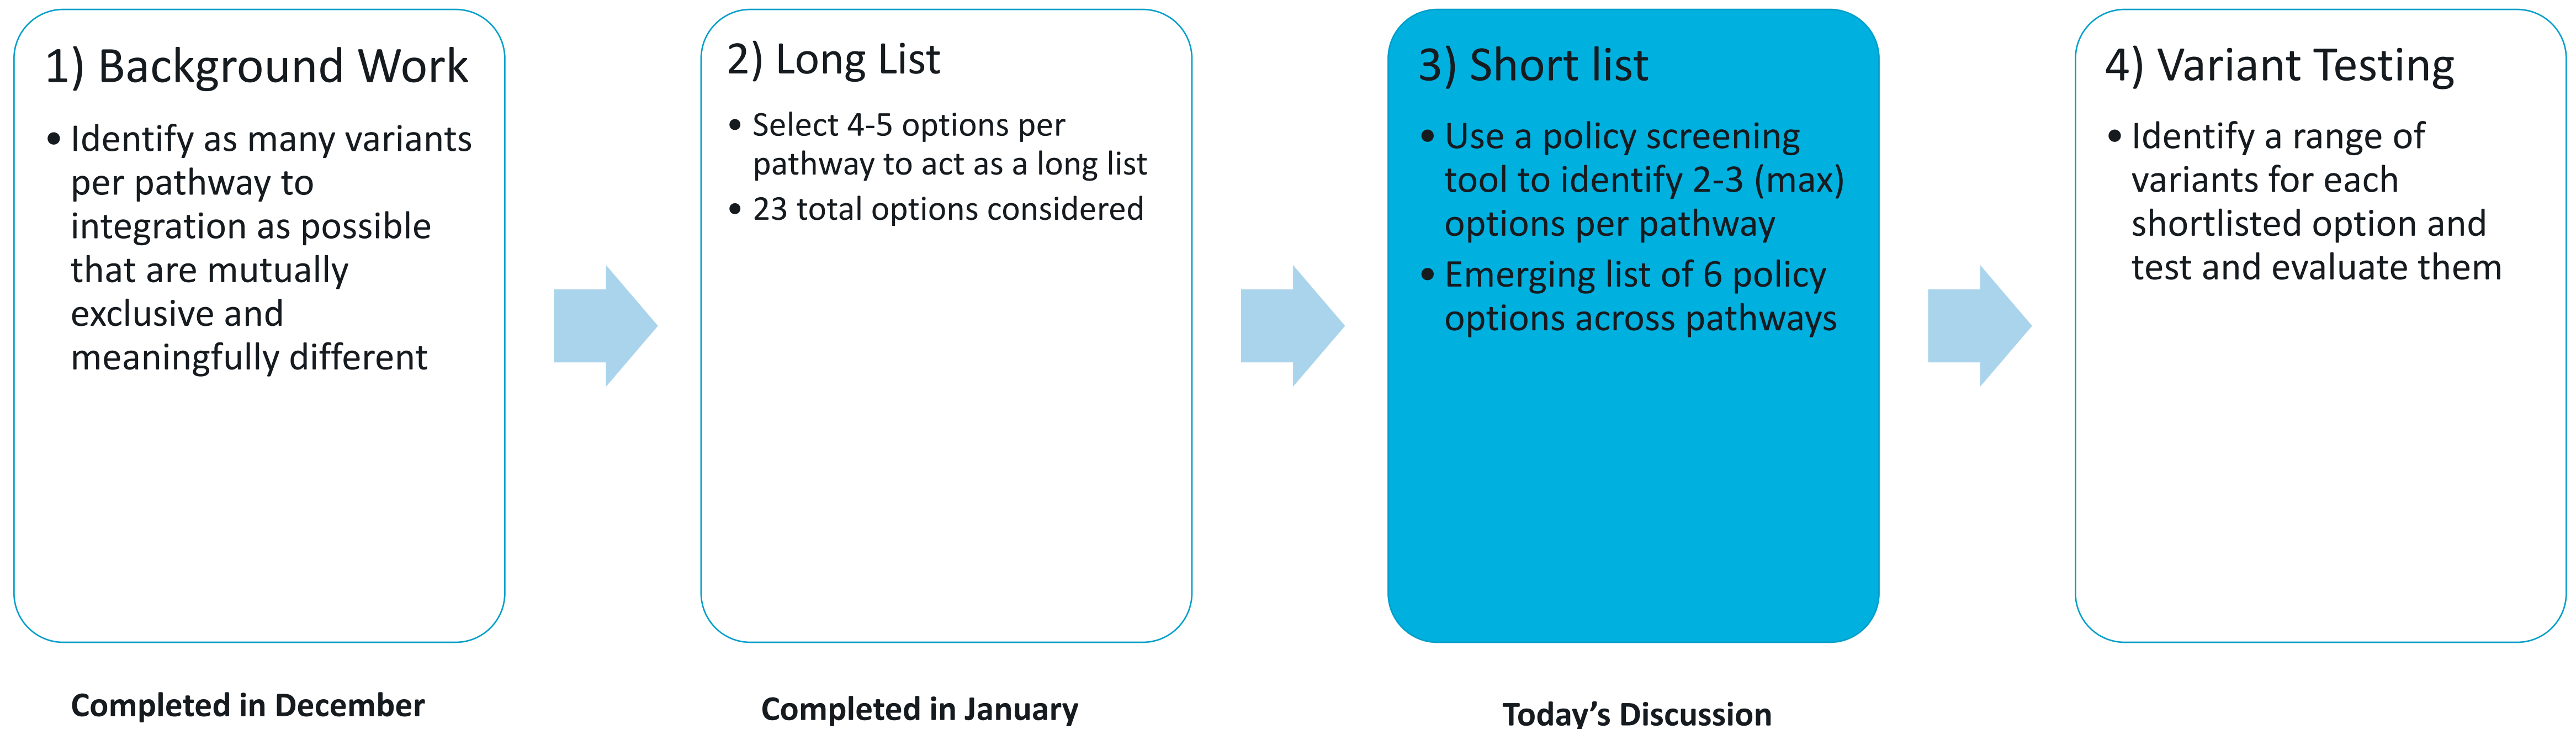 1) Background Work
• Identify as many variants
per pathway to
integration as possible
that are mutually
exclusive and
meaningfully different
Completed in December
2) Long List
• Select 4-5 options per
pathway to act as a long list
• 23 total options considered
Completed in January
3) Short list
• Use a policy screening
tool to identify 2-3 (max)
options per pathway
• Emerging list of 6 policy
options across pathways
Today’s Discussion
4) Variant Testing
• Identify a range of
variants for each
shortlisted option and
test and evaluate them